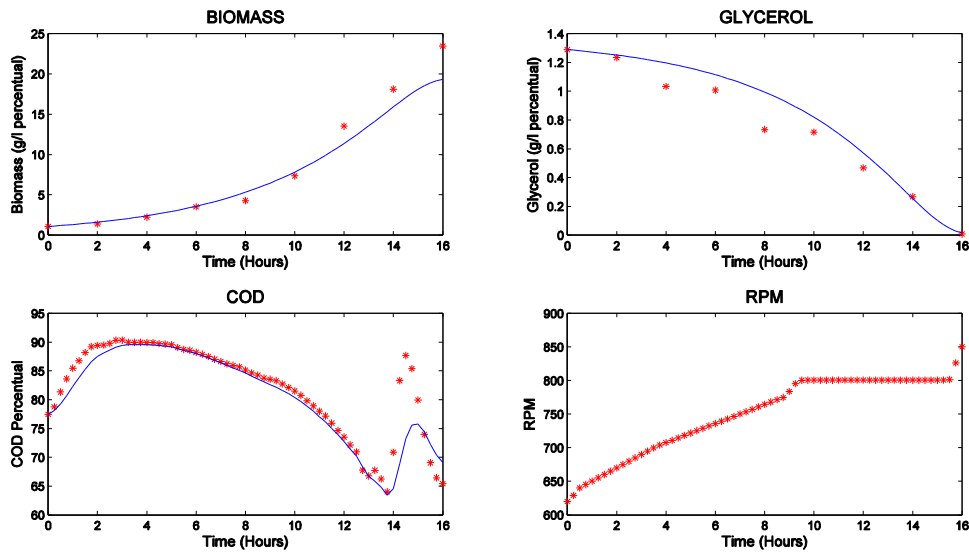 BIOMASS
25
20
15
10
5
0
Biomass (g/l percentual)
0 2 4 6 8 10 12 14 16
Time (Hours)
GLYCEROL
1.4
1.2
1
0.8
0.6
0.4
0.2
0
Glycerol (g/l percentual)
0 2 4 6 8 10 12 14 16
Time (Hours)
COD
95
90
85
80
75
70
65
60
COD Percentual
0 2 4 6 8 10 12 14 16
Time (Hours)
RPM
900
850
800
750
700
650
600
RPM
0 2 4 6 8 10 12 14 16
Time (Hours)